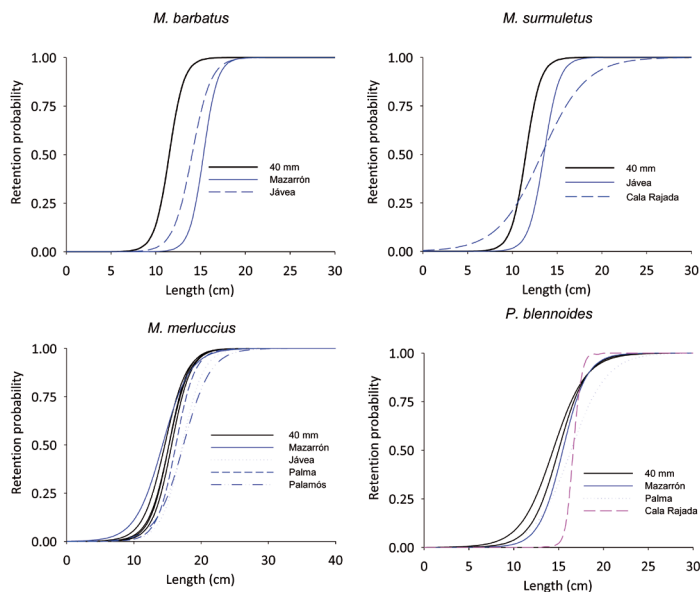 M. barbatus
1.00
0.75
0.50
0.25
0.00
Retention probability
40 mm
Mazarrón
Jávea
0 5 10 15 20 25 30
Length (cm)
M. surmuletus
1.00
0.75
0.50
0.25
0.00
Retention probability
40 mm
Jávea
Cala Rajada
0 5 10 15 20 25 30
Length (cm)
M. merluccius
1.00
0.75
0.50
0.25
0.00
Retention probability
40 mm
Mazarrón
Jávea
Palma
Palamós
0 10 20 30 40
Length (cm)
P. blennoides
1.00
0.75
0.50
0.25
0.00
Retention probability
40 mm
Mazarrón
Palma
Cala Rajada
0 5 10 15 20 25 30
Length (cm)